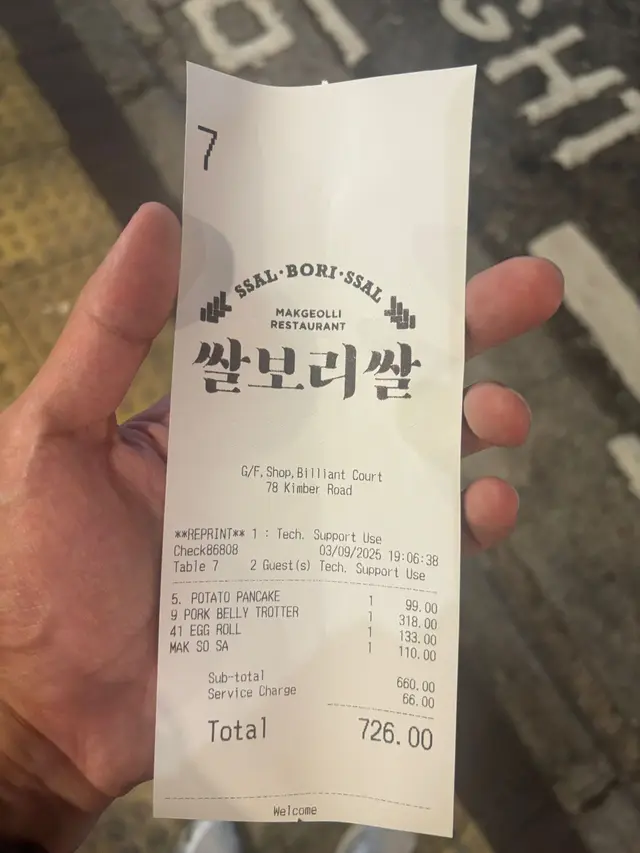 7
SSAL·BORI·SSAL
MAKGEOLLI
RESTAURANT
쌀보리쌀
G/F,Shop,Billiant Court
78 Kimber Road
**REPRINT** 1 : Tech. Support Use
Check86808 03/09/2025 19:06:38
Table 7 2 Guest(s) Tech. Support Use
5. POTATO PANCAKE 1 99.00
9 PORK BELLY TROTTER 1 318.00
41 EGG ROLL 1 133.00
MAK SO SA 1 110.00
Sub-total 660.00
Service Charge 66.00
Total 726.00
Welcome